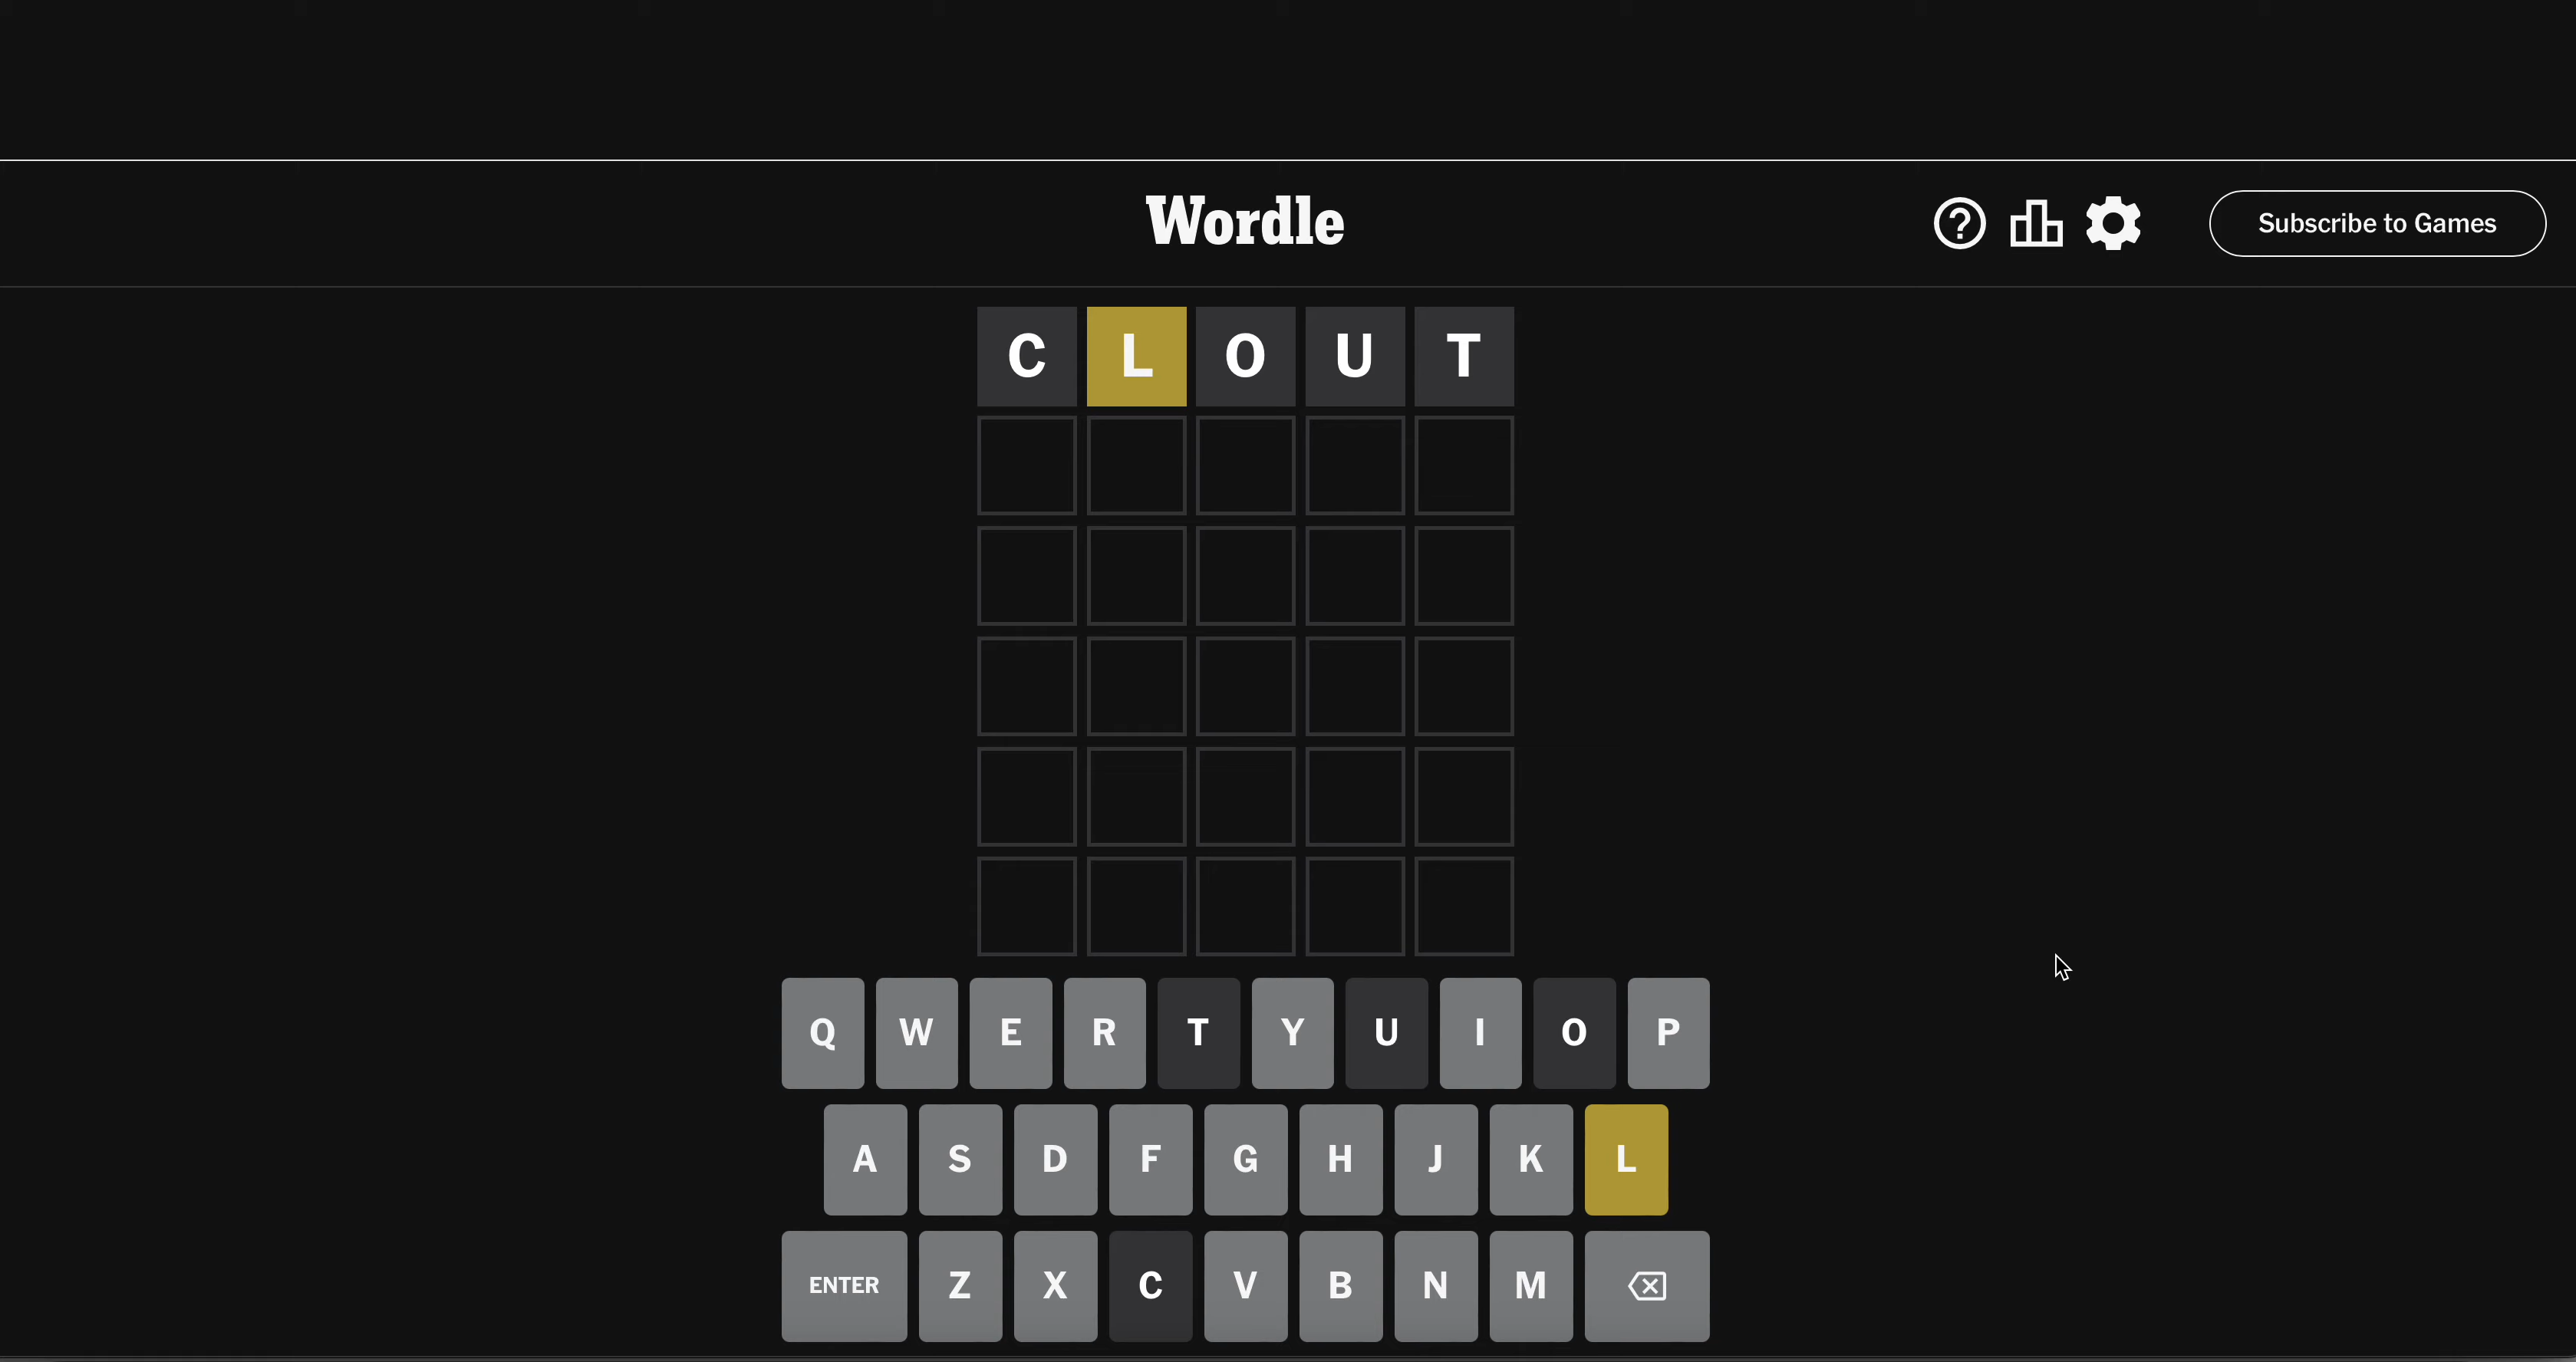 Wordle
Subscribe to Games
C L O U T
Q W E R T Y U I O P
A S D F G H J K L
ENTER Z X C V B N M